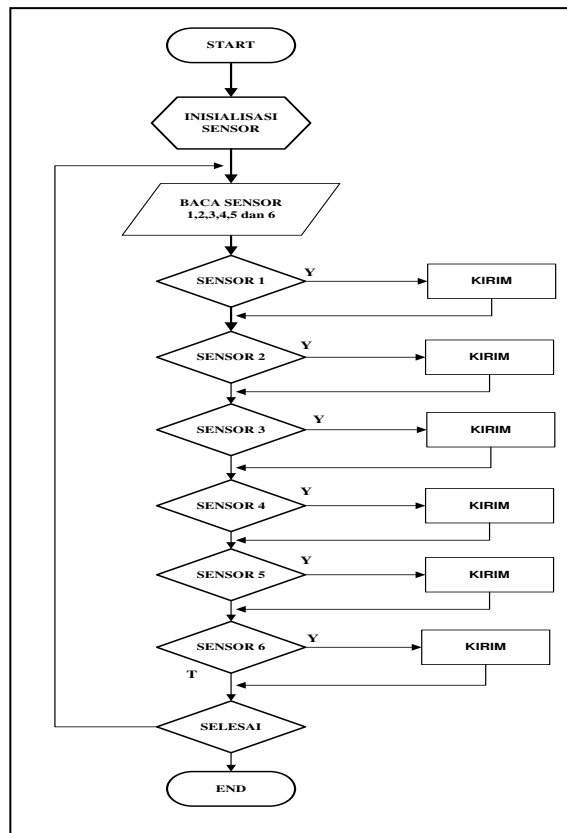 START
INISIALISASI
SENSOR
BACA SENSOR
1,2,3,4,5 dan 6
SENSOR 1
Y
KIRIM
SENSOR 2
Y
KIRIM
SENSOR 3
Y
KIRIM
SENSOR 4
Y
KIRIM
SENSOR 5
Y
KIRIM
SENSOR 6
Y
KIRIM
T
SELESAI
END